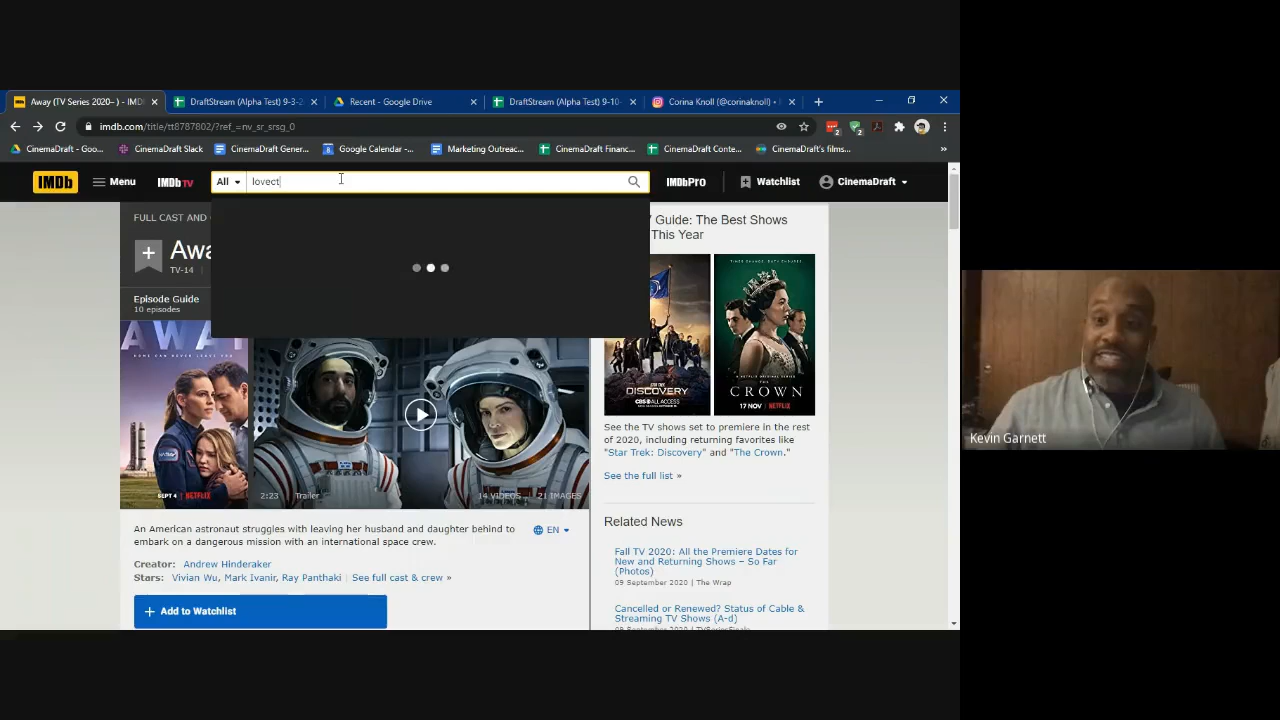 Away (TV Series 2020– ) - IMD
DraftStream (Alpha Test) 9-3-2
Recent - Google Drive
DraftStream (Alpha Test) 9-10-
Corina Knoll (@corinaknoll) •
imdb.com/title/tt8787802/?ref_=nv_sr_srsg_0
CinemaDraft - Goo...
CinemaDraft Slack
CinemaDraft Gener...
Google Calendar -...
Marketing Outreac...
CinemaDraft Financ...
CinemaDraft Conte...
CinemaDraft's films...
IMDb
Menu
IMDbTV
All
lovect
IMDbPro
Watchlist
CinemaDraft
FULL CAST AND
Awa
TV-14
Episode Guide
10 episodes
AWAY
SEPT 4 | NETFLIX
2:23 Trailer
14 VIDEOS | 21 IMAGES
An American astronaut struggles with leaving her husband and daughter behind to
embark on a dangerous mission with an international space crew.
EN
Creator: Andrew Hinderaker
Stars: Vivian Wu, Mark Ivanir, Ray Panthaki | See full cast & crew »
Add to Watchlist
Guide: The Best Shows
This Year
DISCOVERY
CBS ALL ACCESS
A NETFLIX ORIGINAL SERIES
THE
CROWN
17 NOV | NETFLIX
See the TV shows set to premiere in the rest
of 2020, including returning favorites like
"Star Trek: Discovery" and "The Crown."
See the full list »
Related News
Fall TV 2020: All the Premiere Dates for
New and Returning Shows – So Far
(Photos)
09 September 2020 | The Wrap
Cancelled or Renewed? Status of Cable &
Streaming TV Shows (A-d)
Kevin Garnett